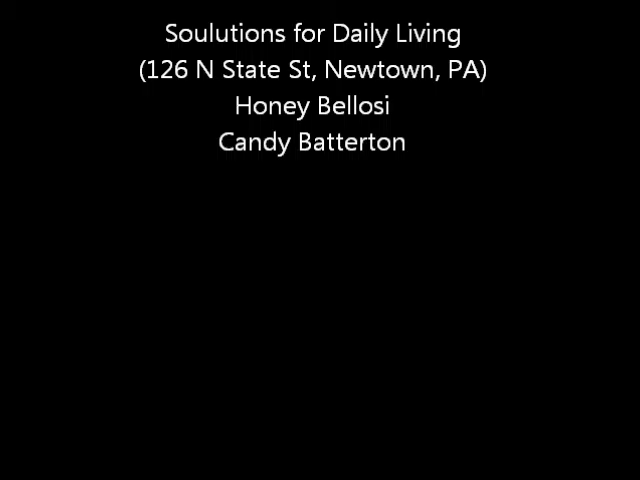 Soulutions for Daily Living
(126 N State St, Newtown, PA)
Honey Bellosi
Candy Batterton